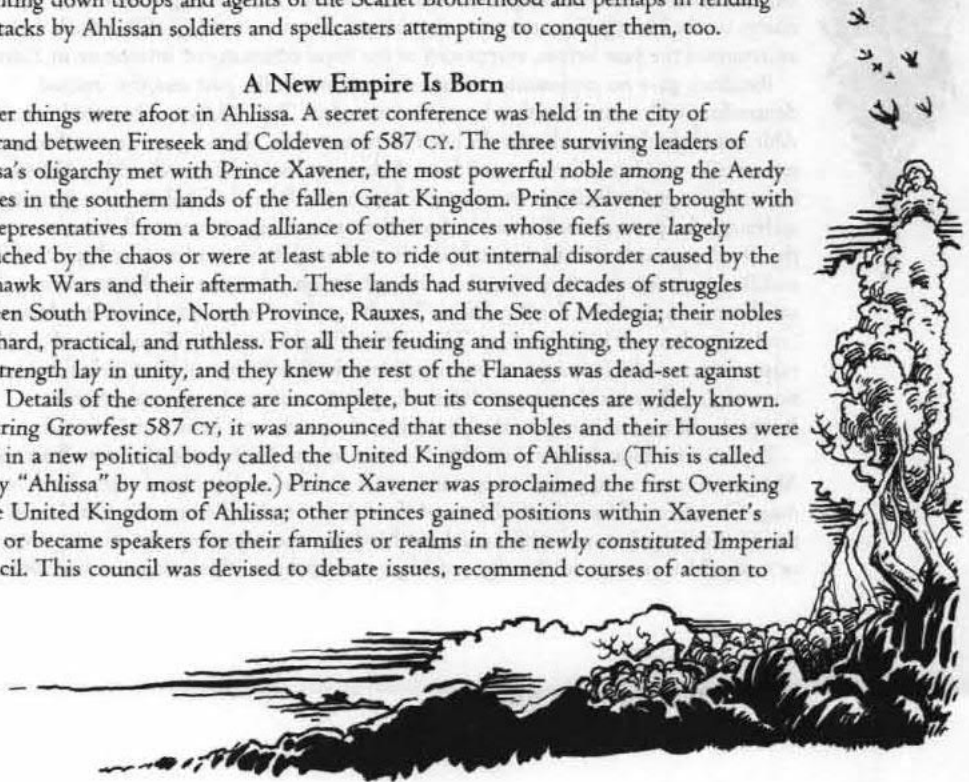 nting down troops and agents of the Scarlet Brotherhood and perhaps in fending
tacks by Ahlissan soldiers and spellcasters attempting to conquer them, too.
A New Empire Is Born
er things were afoot in Ahlissa. A secret conference was held in the city of
rand between Fireseek and Coldeven of 587 CY. The three surviving leaders of
sa's oligarchy met with Prince Xavener, the most powerful noble among the Aerdy
es in the southern lands of the fallen Great Kingdom. Prince Xavener brought with
epresentatives from a broad alliance of other princes whose fiefs were largely
ched by the chaos or were at least able to ride out internal disorder caused by the
hawk Wars and their aftermath. These lands had survived decades of struggles
een South Province, North Province, Rauxes, and the See of Medegia; their nobles
hard, practical, and ruthless. For all their feuding and infighting, they recognized
trength lay in unity, and they knew the rest of the Flanaess was dead-set against
Details of the conference are incomplete, but its consequences are widely known.
ring Growfest 587 CY, it was announced that these nobles and their Houses were
in a new political body called the United Kingdom of Ahlissa. (This is called
y "Ahlissa" by most people.) Prince Xavener was proclaimed the first Overking
e United Kingdom of Ahlissa; other princes gained positions within Xavener's
or became speakers for their families or realms in the newly constituted Imperial
cil. This council was devised to debate issues, recommend courses of action to